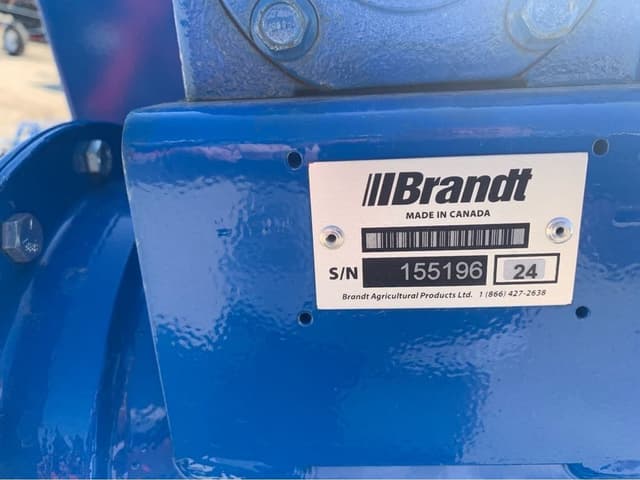 Brandt
MADE IN CANADA
S/N 155196 24
Brandt Agricultural Products Ltd. 1 (866) 427-2638